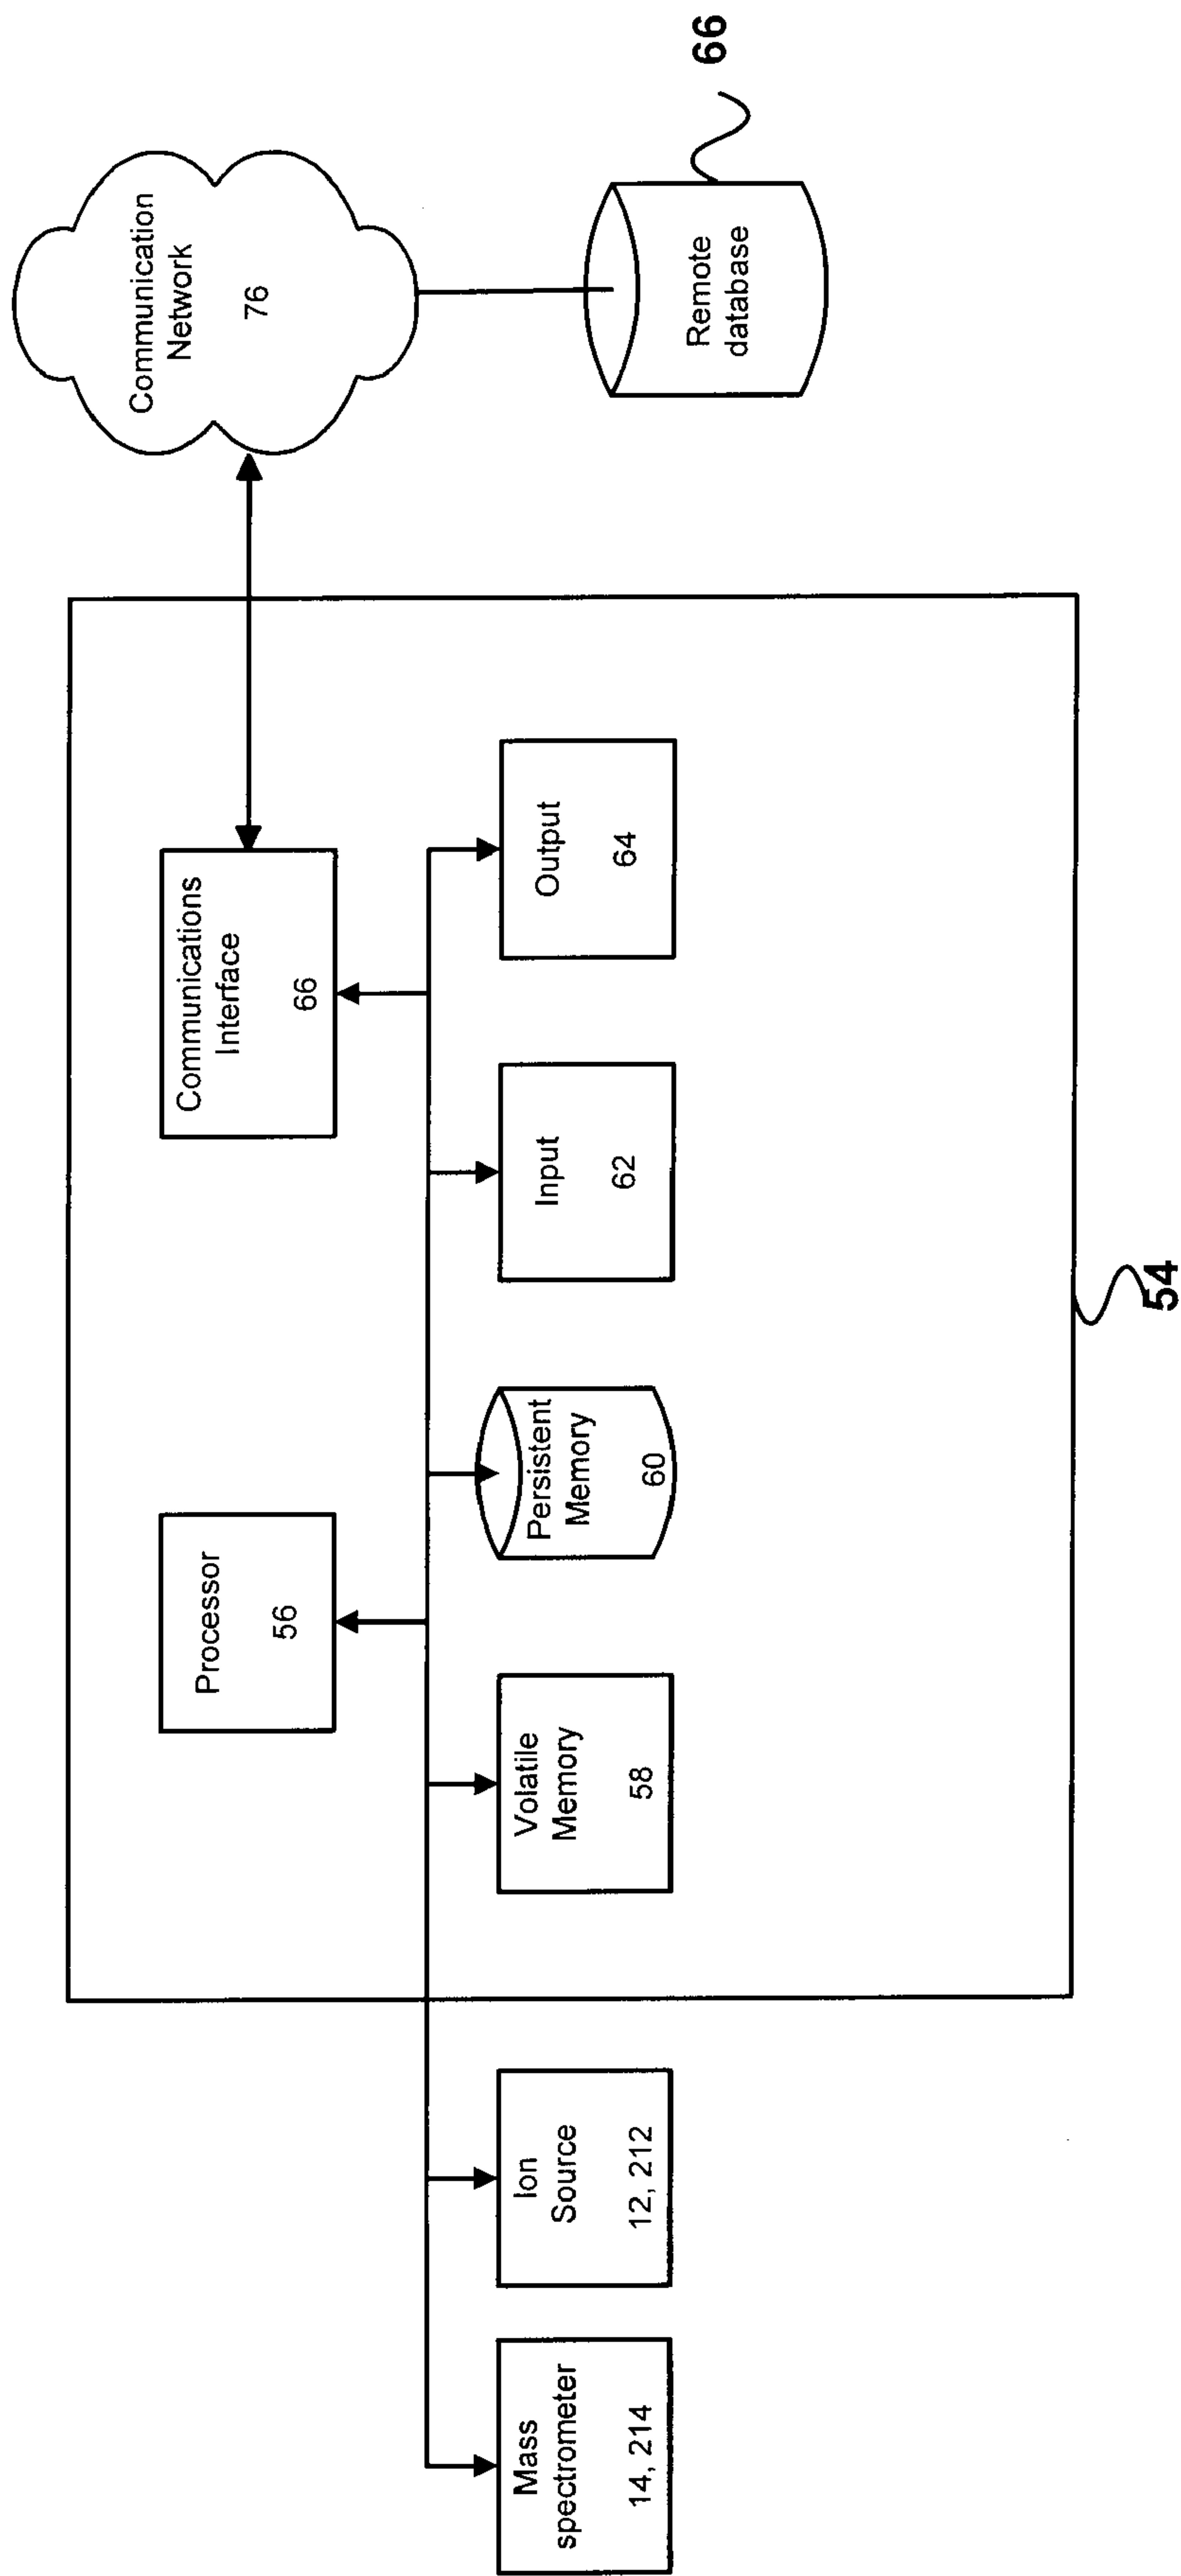 Communication
Network
76
66
Remote
database
Communications
Interface
66
Output
64
Input
62
Processor
56
Persistent
Memory
60
Volatile
Memory
58
54
Ion
Source
12, 212
Mass
spectrometer
14, 214